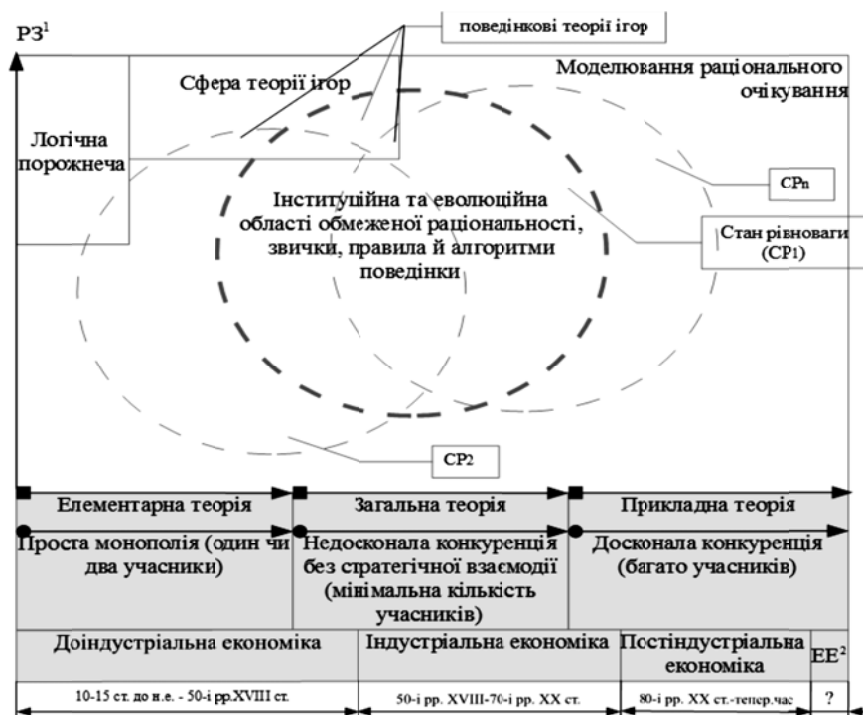 РЗ¹
поведінкові теорії ігор
Сфера теорії ігор
Моделювання раціонального
очікування
Логічна
порожнеча
СРn
Інституційна та еволюційна
області обмеженої раціональності,
звички, правила й алгоритми
поведінки
Стан рівноваги
(СР1)
СР2
Елементарна теорія
Загальна теорія
Прикладна теорія
Проста монополія (один чи
два учасники)
Недосконала конкуренція
без стратегічної взаємодії
(мінімальна кількість
учасників)
Досконала конкуренція
(багато учасників)
Доіндустріальна економіка
Індустріальна економіка
Постіндустріальна
економіка
ЕЕ²
10-15 ст. до н.е. - 50-і рр.XVIII ст.
50-і рр. XVIII-70-і рр. XX ст.
80-і рр. XX ст.-тепер.час
?